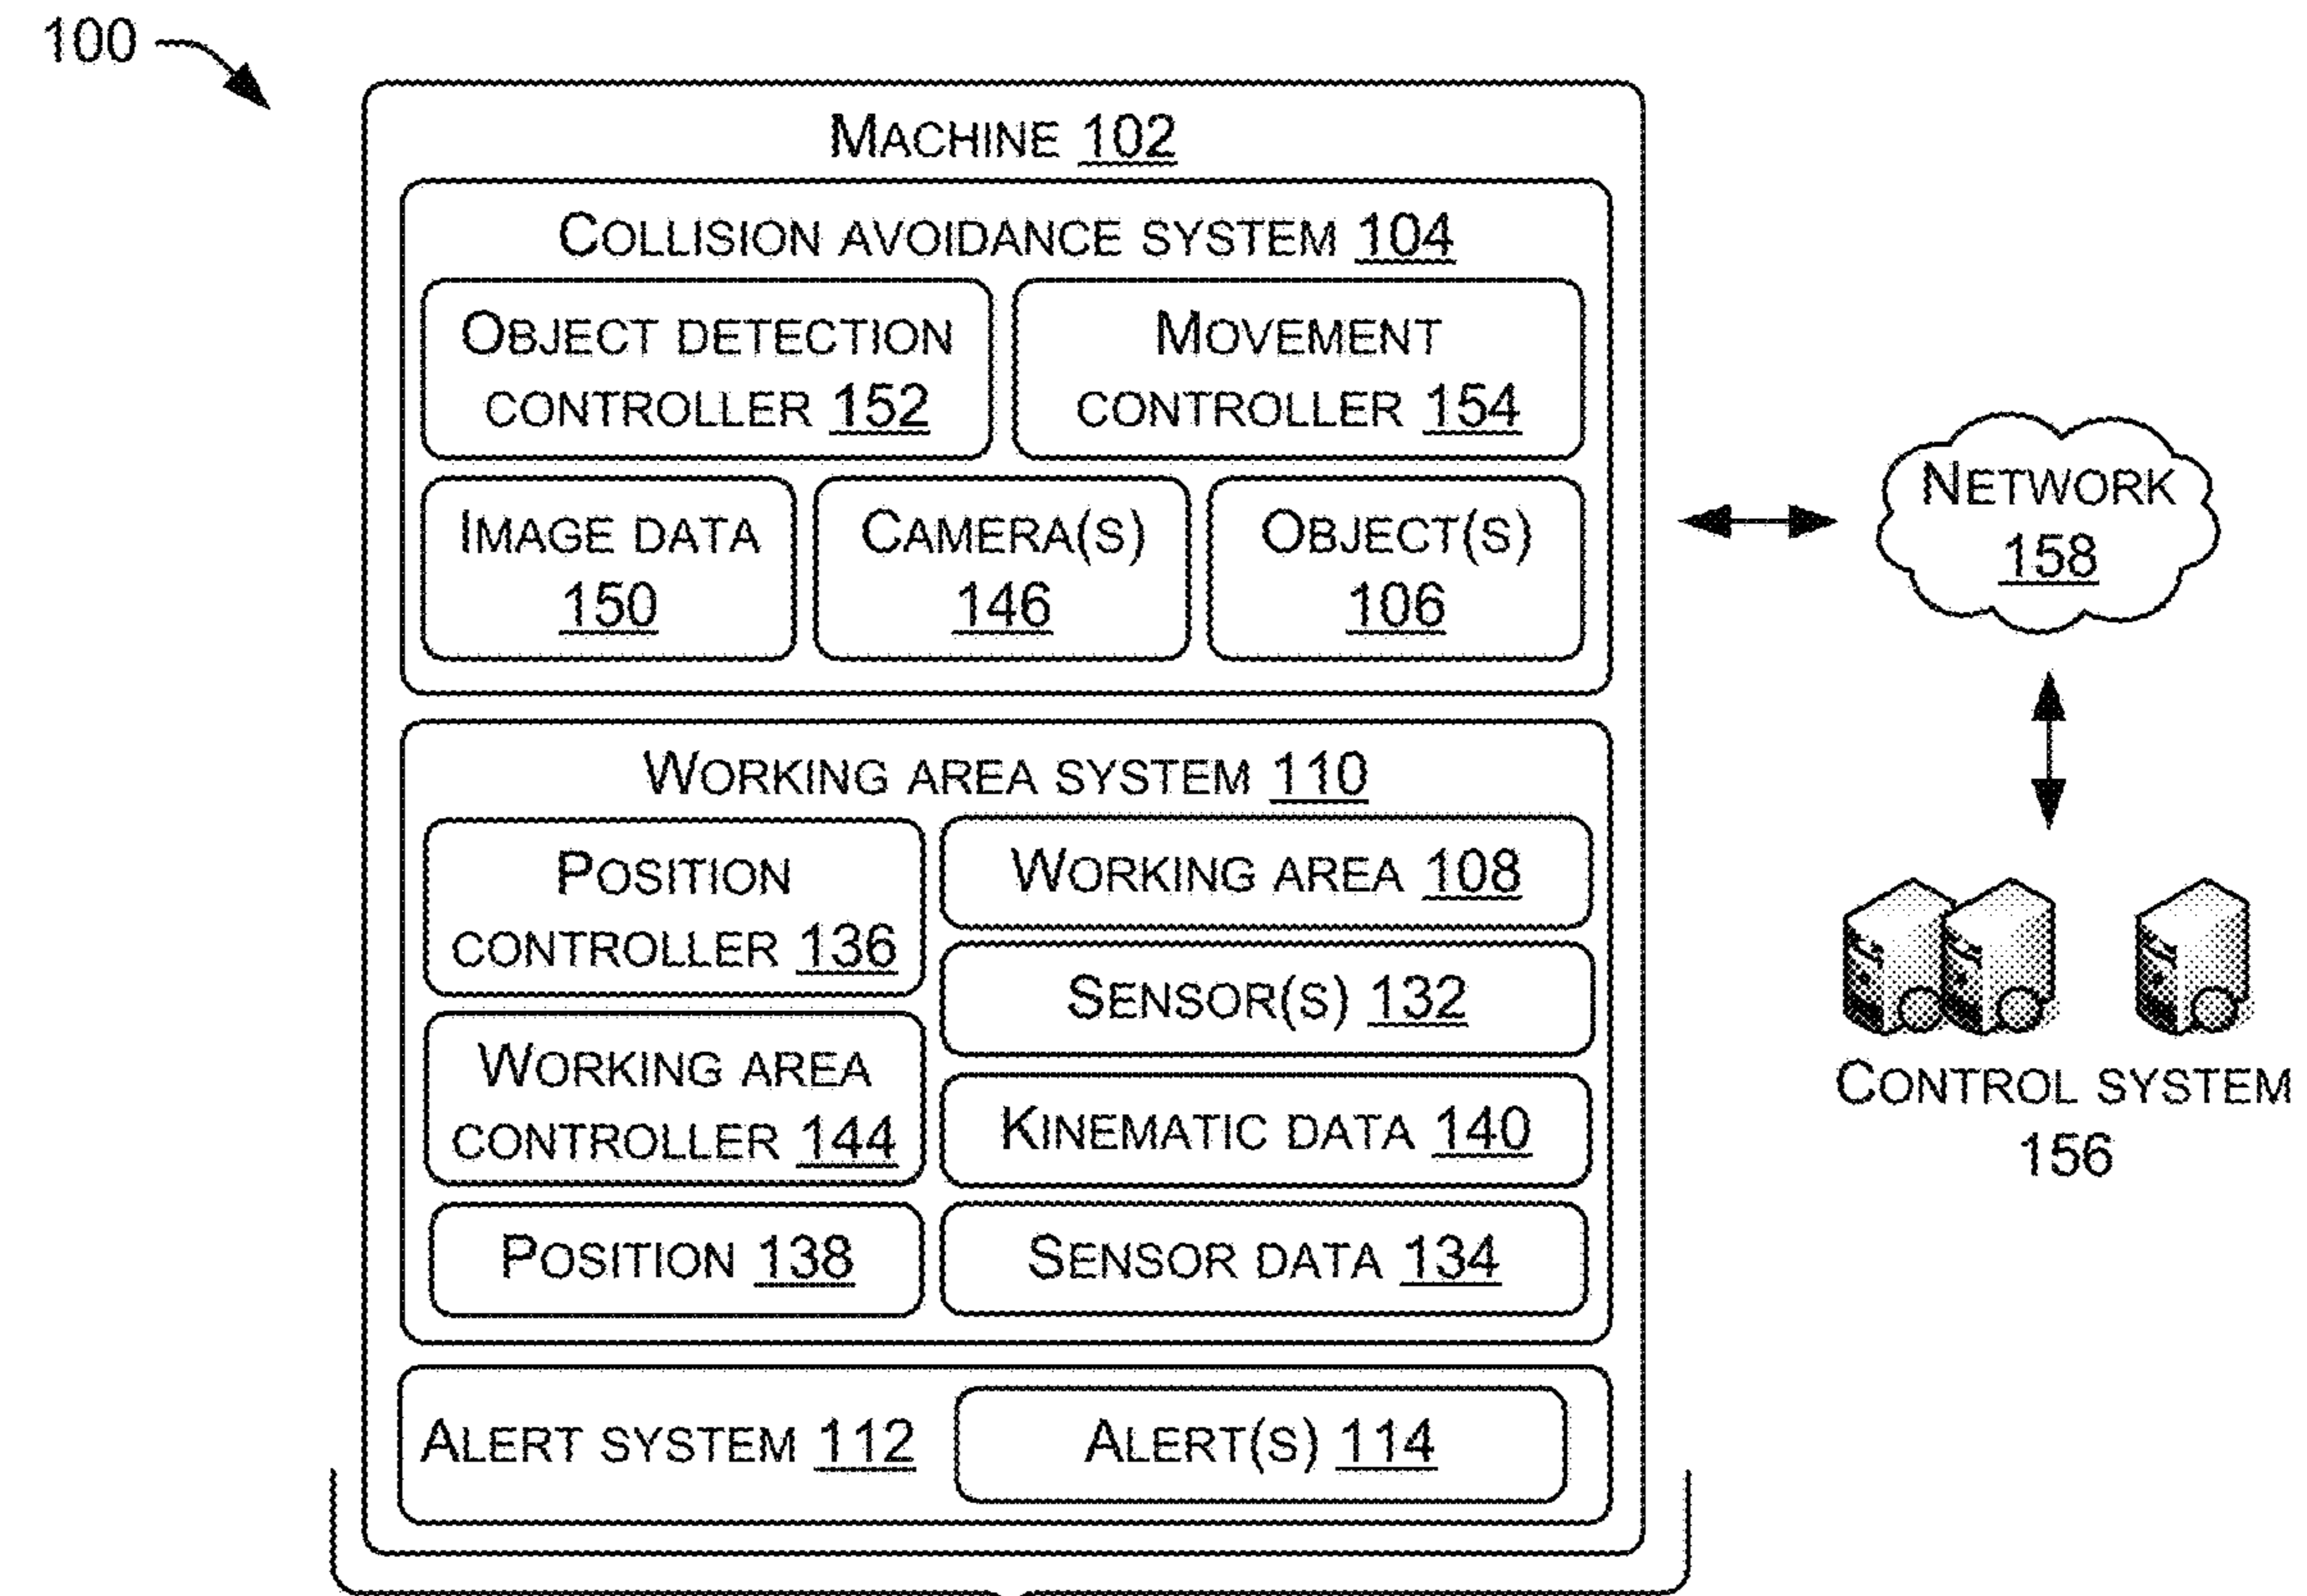 100
MACHINE 102
COLLISION AVOIDANCE SYSTEM 104
OBJECT DETECTION
CONTROLLER 152
MOVEMENT
CONTROLLER 154
IMAGE DATA
150
CAMERA(S)
146
OBJECT(S)
106
NETWORK
158
WORKING AREA SYSTEM 110
POSITION
CONTROLLER 136
WORKING AREA 108
SENSOR(S) 132
WORKING AREA
CONTROLLER 144
KINEMATIC DATA 140
POSITION 138
SENSOR DATA 134
CONTROL SYSTEM
156
ALERT SYSTEM 112
ALERT(S) 114